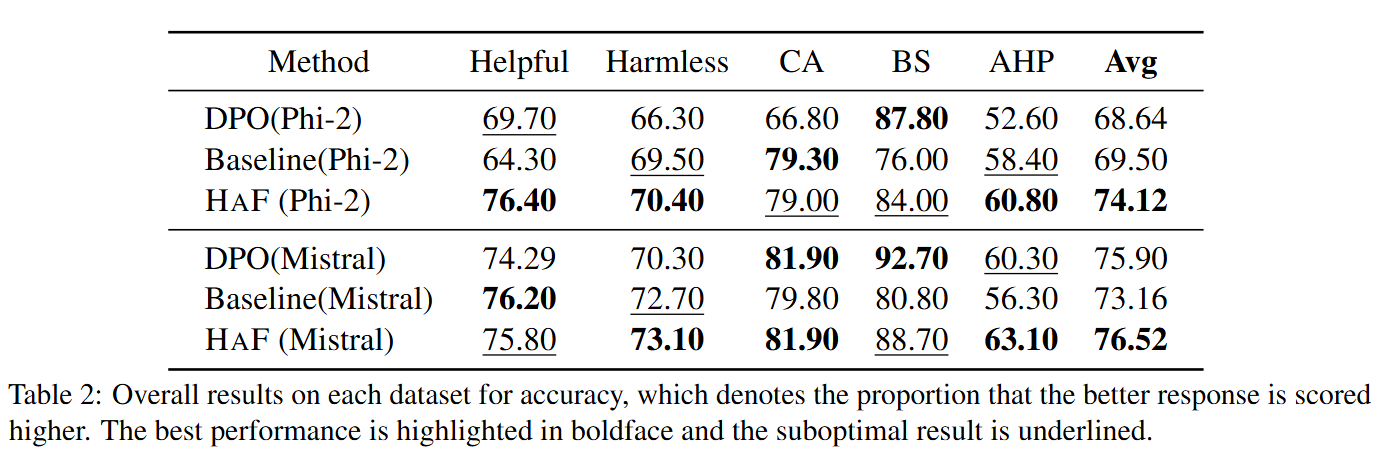 Method Helpful Harmless CA BS AHP Avg
DPO(Phi-2) 69.70 66.30 66.80 87.80 52.60 68.64
Baseline(Phi-2) 64.30 69.50 79.30 76.00 58.40 69.50
HAF (Phi-2) 76.40 70.40 79.00 84.00 60.80 74.12
DPO(Mistral) 74.29 70.30 81.90 92.70 60.30 75.90
Baseline(Mistral) 76.20 72.70 79.80 80.80 56.30 73.16
HAF (Mistral) 75.80 73.10 81.90 88.70 63.10 76.52
Table 2: Overall results on each dataset for accuracy, which denotes the proportion that the better response is scored
higher. The best performance is highlighted in boldface and the suboptimal result is underlined.